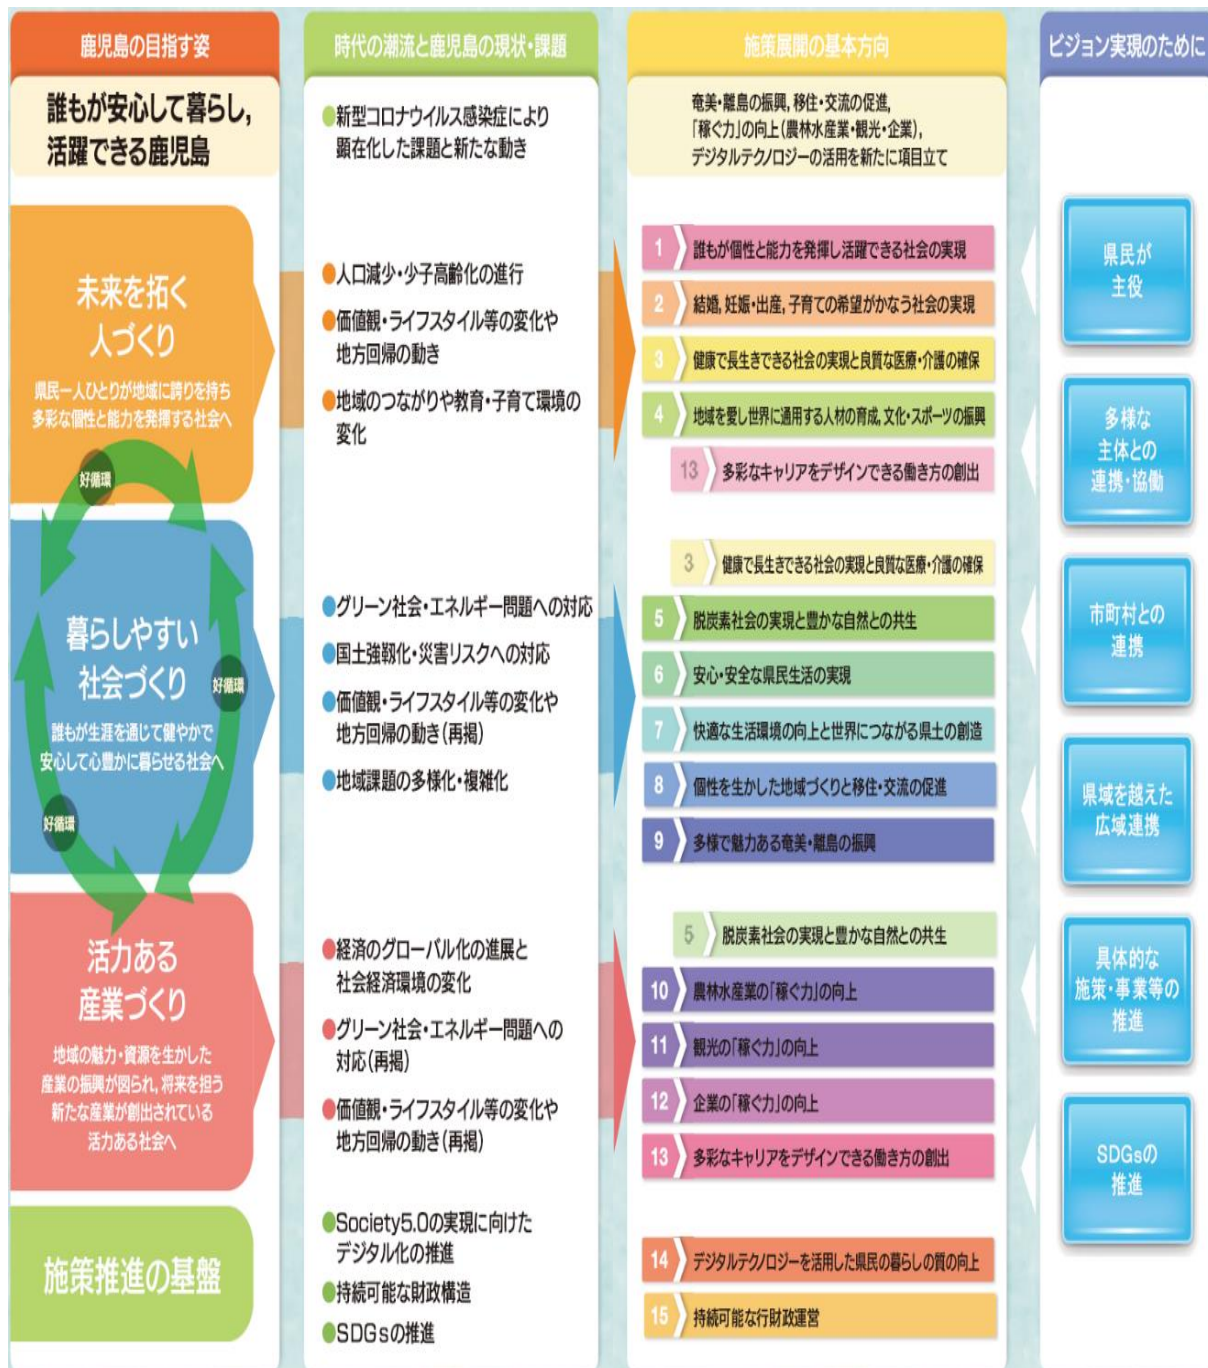 鹿児島の目指す姿
誰もが安心して暮らし,
活躍できる鹿児島
未来を拓く
人づくり
県民一人ひとりが地域に誇りを持ち
多彩な個性と能力を発揮する社会へ
好循環
暮らしやすい
社会づくり
好循環
誰もが生涯を通じて健やかで
安心して心豊かに暮らせる社会へ
好循環
活力ある
産業づくり
地域の魅力・資源を生かした
産業の振興が図られ,将来を担う
新たな産業が創出されている
活力ある社会へ
施策推進の基盤
時代の潮流と鹿児島の現状・課題
●新型コロナウイルス感染症により
顕在化した課題と新たな動き
●人口減少・少子高齢化の進行
●価値観・ライフスタイル等の変化や
地方回帰の動き
●地域のつながりや教育・子育て環境の
変化
●グリーン社会・エネルギー問題への対応
●国土強靱化・災害リスクへの対応
●価値観・ライフスタイル等の変化や
地方回帰の動き(再掲)
●地域課題の多様化・複雑化
●経済のグローバル化の進展と
社会経済環境の変化
●グリーン社会・エネルギー問題への
対応(再掲)
●価値観・ライフスタイル等の変化や
地方回帰の動き(再掲)
●Society5.0の実現に向けた
デジタル化の推進
●持続可能な財政構造
●SDGsの推進
施策展開の基本方向
奄美・離島の振興,移住・交流の促進,
「稼ぐ力」の向上(農林水産業・観光・企業),
デジタルテクノロジーの活用を新たに項目立て
1 誰もが個性と能力を発揮し活躍できる社会の実現
2 結婚,妊娠・出産,子育ての希望がかなう社会の実現
3 健康で長生きできる社会の実現と良質な医療・介護の確保
4 地域を愛し世界に通用する人材の育成,文化・スポーツの振興
13 多彩なキャリアをデザインできる働き方の創出
3 健康で長生きできる社会の実現と良質な医療・介護の確保
5 脱炭素社会の実現と豊かな自然との共生
6 安心・安全な県民生活の実現
7 快適な生活環境の向上と世界につながる県土の創造
8 個性を生かした地域づくりと移住・交流の促進
9 多様で魅力ある奄美・離島の振興
5 脱炭素社会の実現と豊かな自然との共生
10 農林水産業の「稼ぐ力」の向上
11 観光の「稼ぐ力」の向上
12 企業の「稼ぐ力」の向上
13 多彩なキャリアをデザインできる働き方の創出
14 デジタルテクノロジーを活用した県民の暮らしの質の向上
15 持続可能な行財政運営
ビジョン実現のために
県民が
主役
多様な
主体との
連携・協働
市町村との
連携
県域を越えた
広域連携
具体的な
施策・事業等の
推進
SDGsの
推進